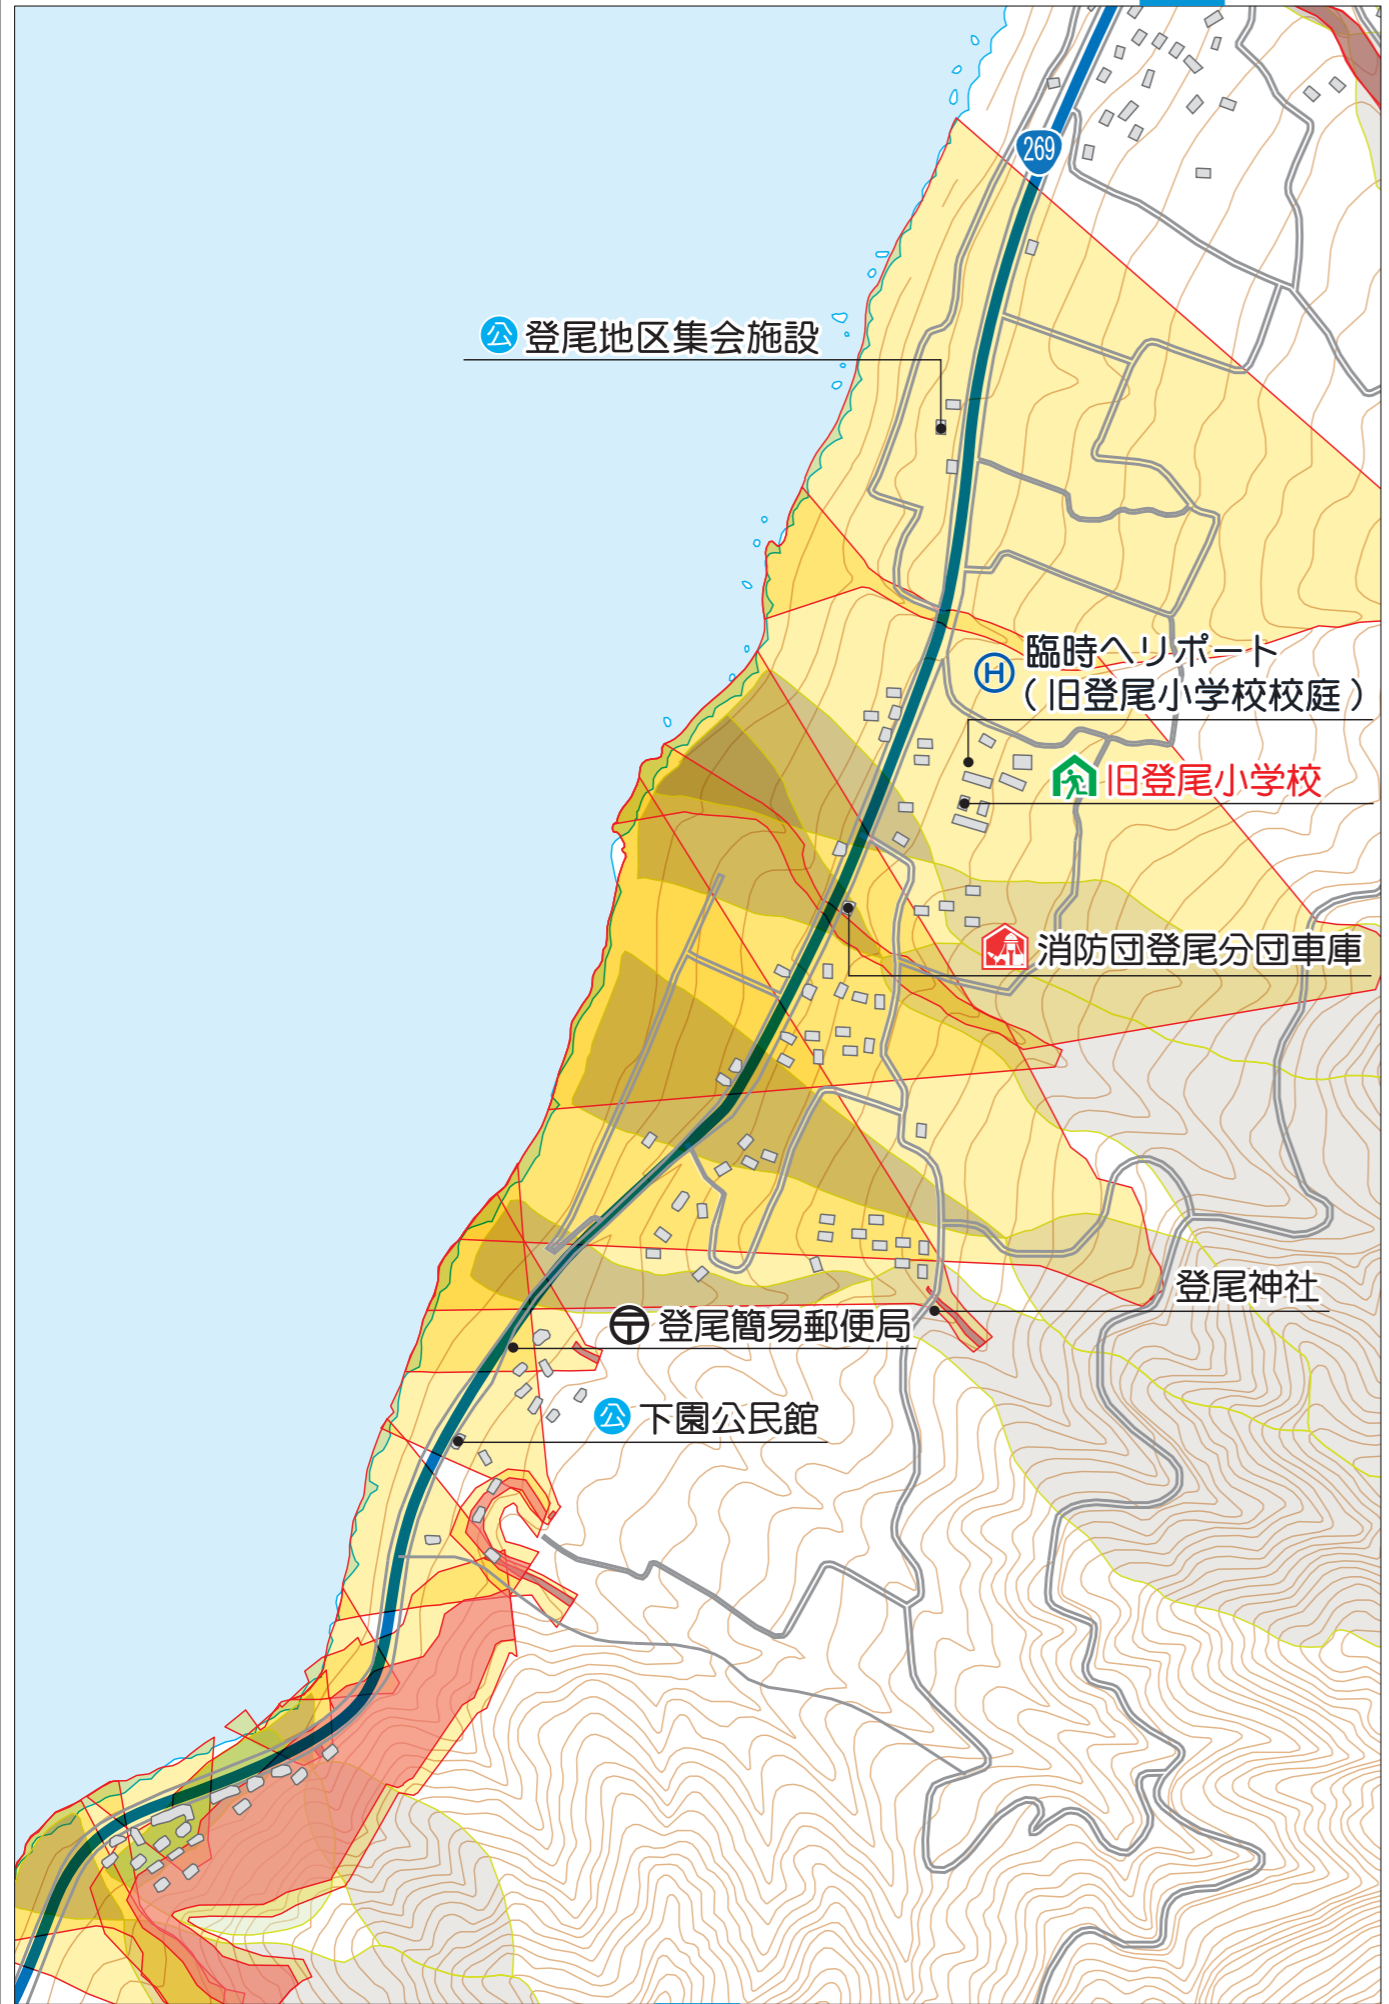 269
公 登尾地区集会施設
H 臨時ヘリポート
（旧登尾小学校校庭）
旧登尾小学校
消防団登尾分団車庫
登尾神社
〒 登尾簡易郵便局
公 下園公民館